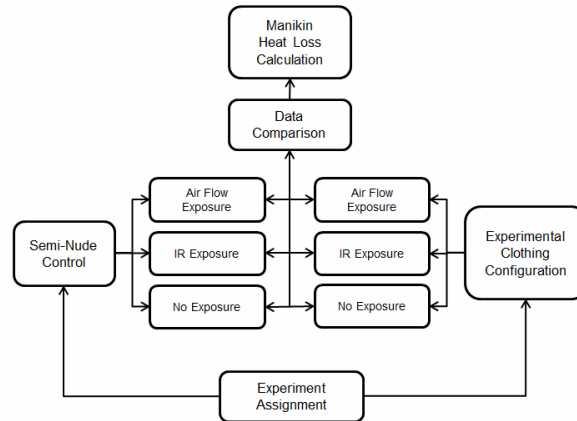 Manikin
Heat Loss
Calculation
Data
Comparison
Air Flow
Exposure
Air Flow
Exposure
Semi-Nude
Control
IR Exposure
IR Exposure
Experimental
Clothing
Configuration
No Exposure
No Exposure
Experiment
Assignment